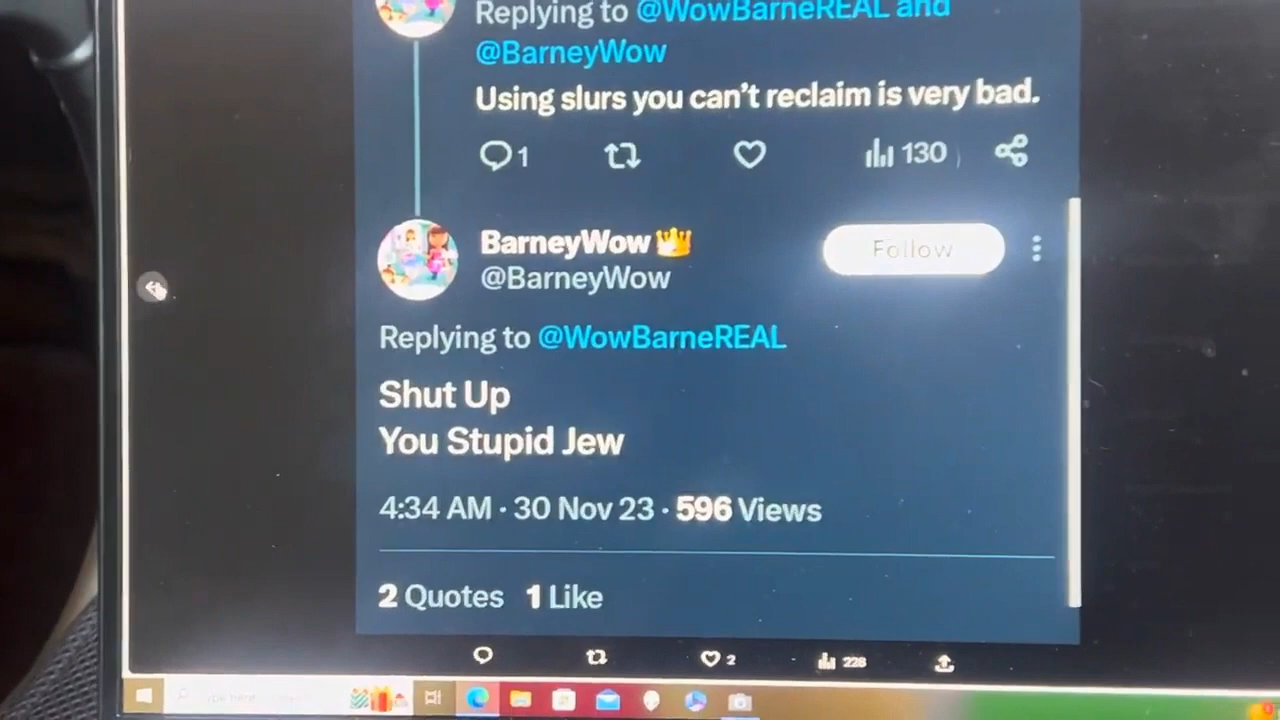 Replying to @WowBarneREAL and
@BarneyWow
Using slurs you can't reclaim is very bad.
1 130
BarneyWow
@BarneyWow
Follow
Replying to @WowBarneREAL
Shut Up
You Stupid Jew
4:34 AM · 30 Nov 23 · 596 Views
2 Quotes 1 Like
2 228